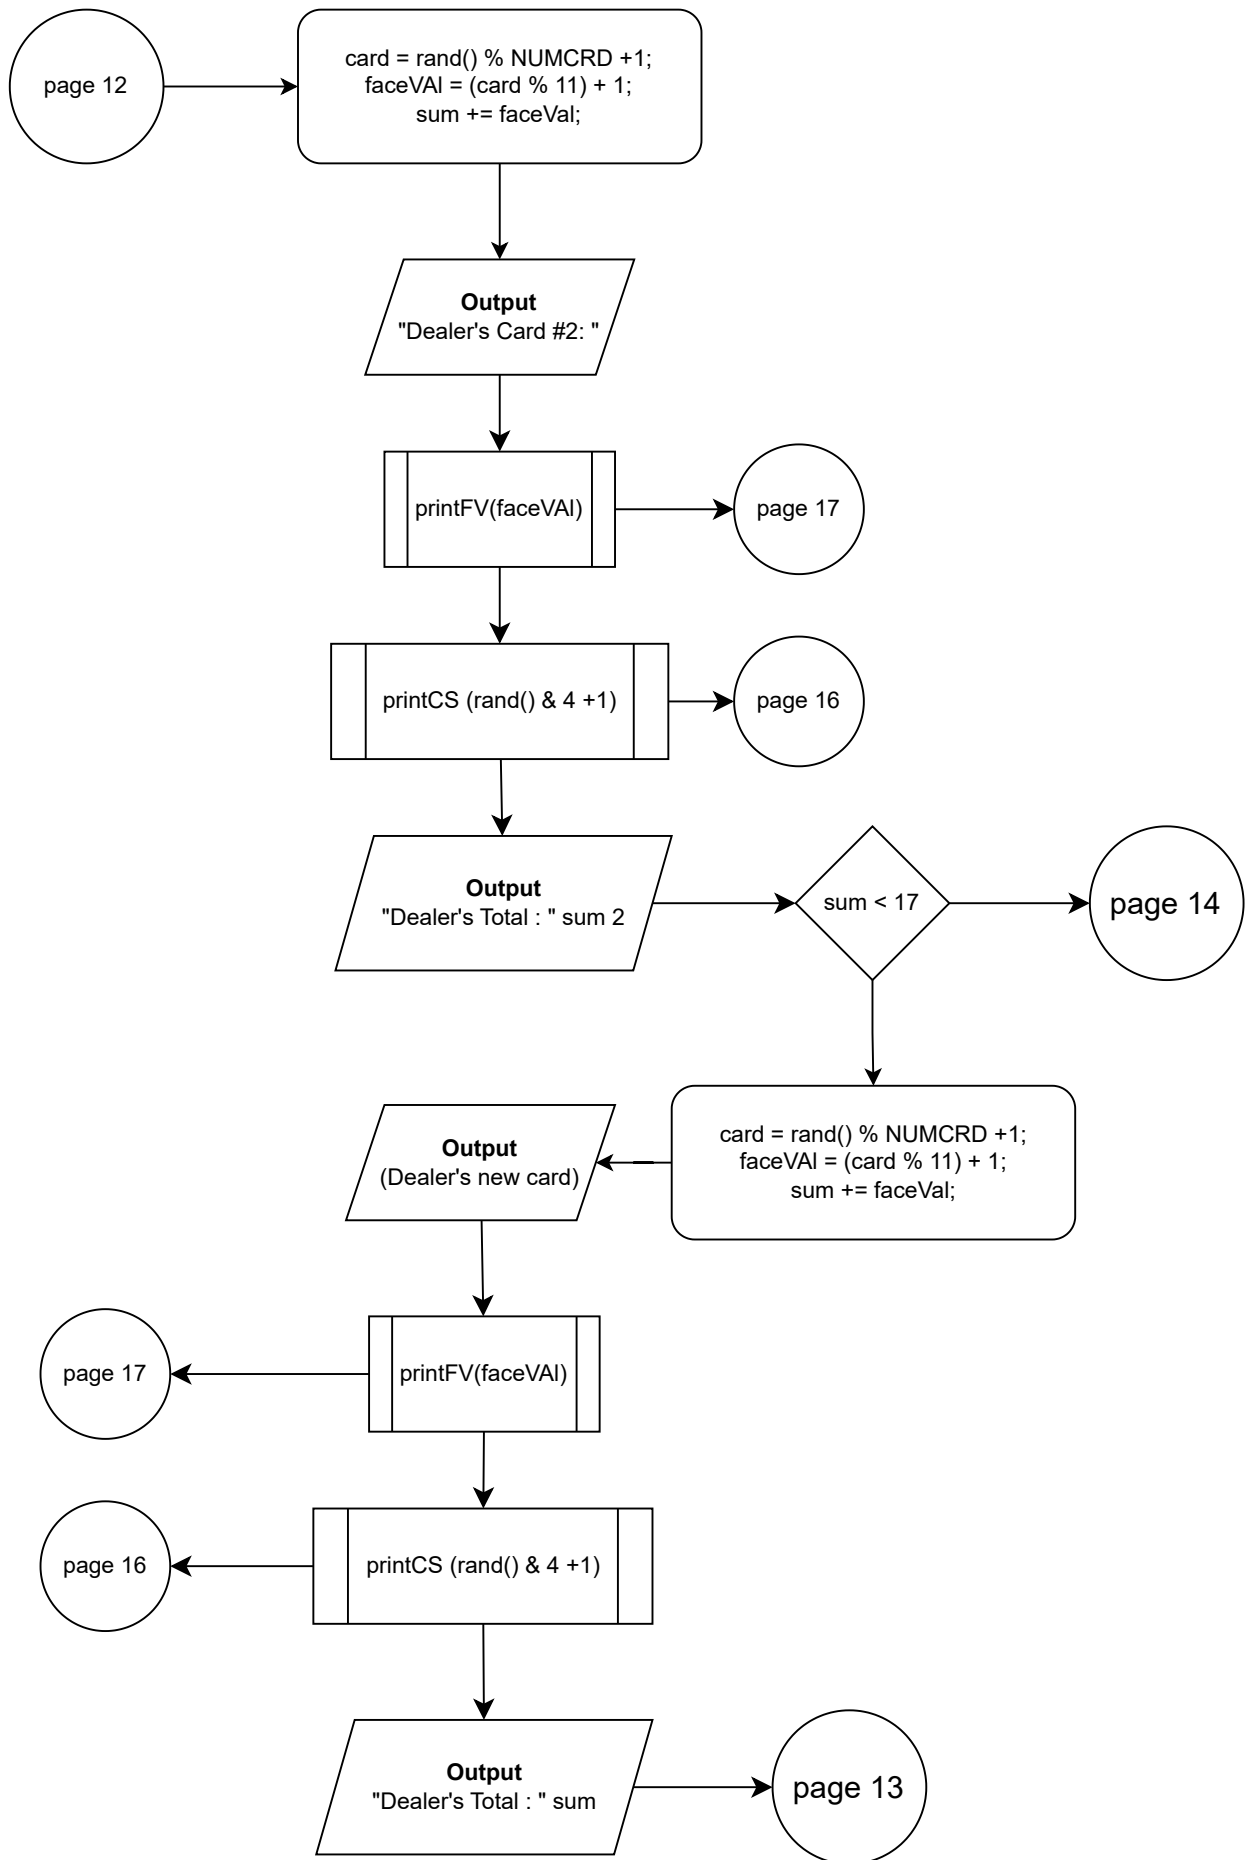 page 12
card = rand() % NUMCRD +1;
faceVAl = (card % 11) + 1;
sum += faceVal;
Output
"Dealer's Card #2: "
printFV(faceVAl)
page 17
printCS (rand() & 4 +1)
page 16
Output
"Dealer's Total : " sum 2
sum < 17
page 14
card = rand() % NUMCRD +1;
faceVAl = (card % 11) + 1;
sum += faceVal;
Output
(Dealer's new card)
printFV(faceVAl)
page 17
printCS (rand() & 4 +1)
page 16
Output
"Dealer's Total : " sum
page 13